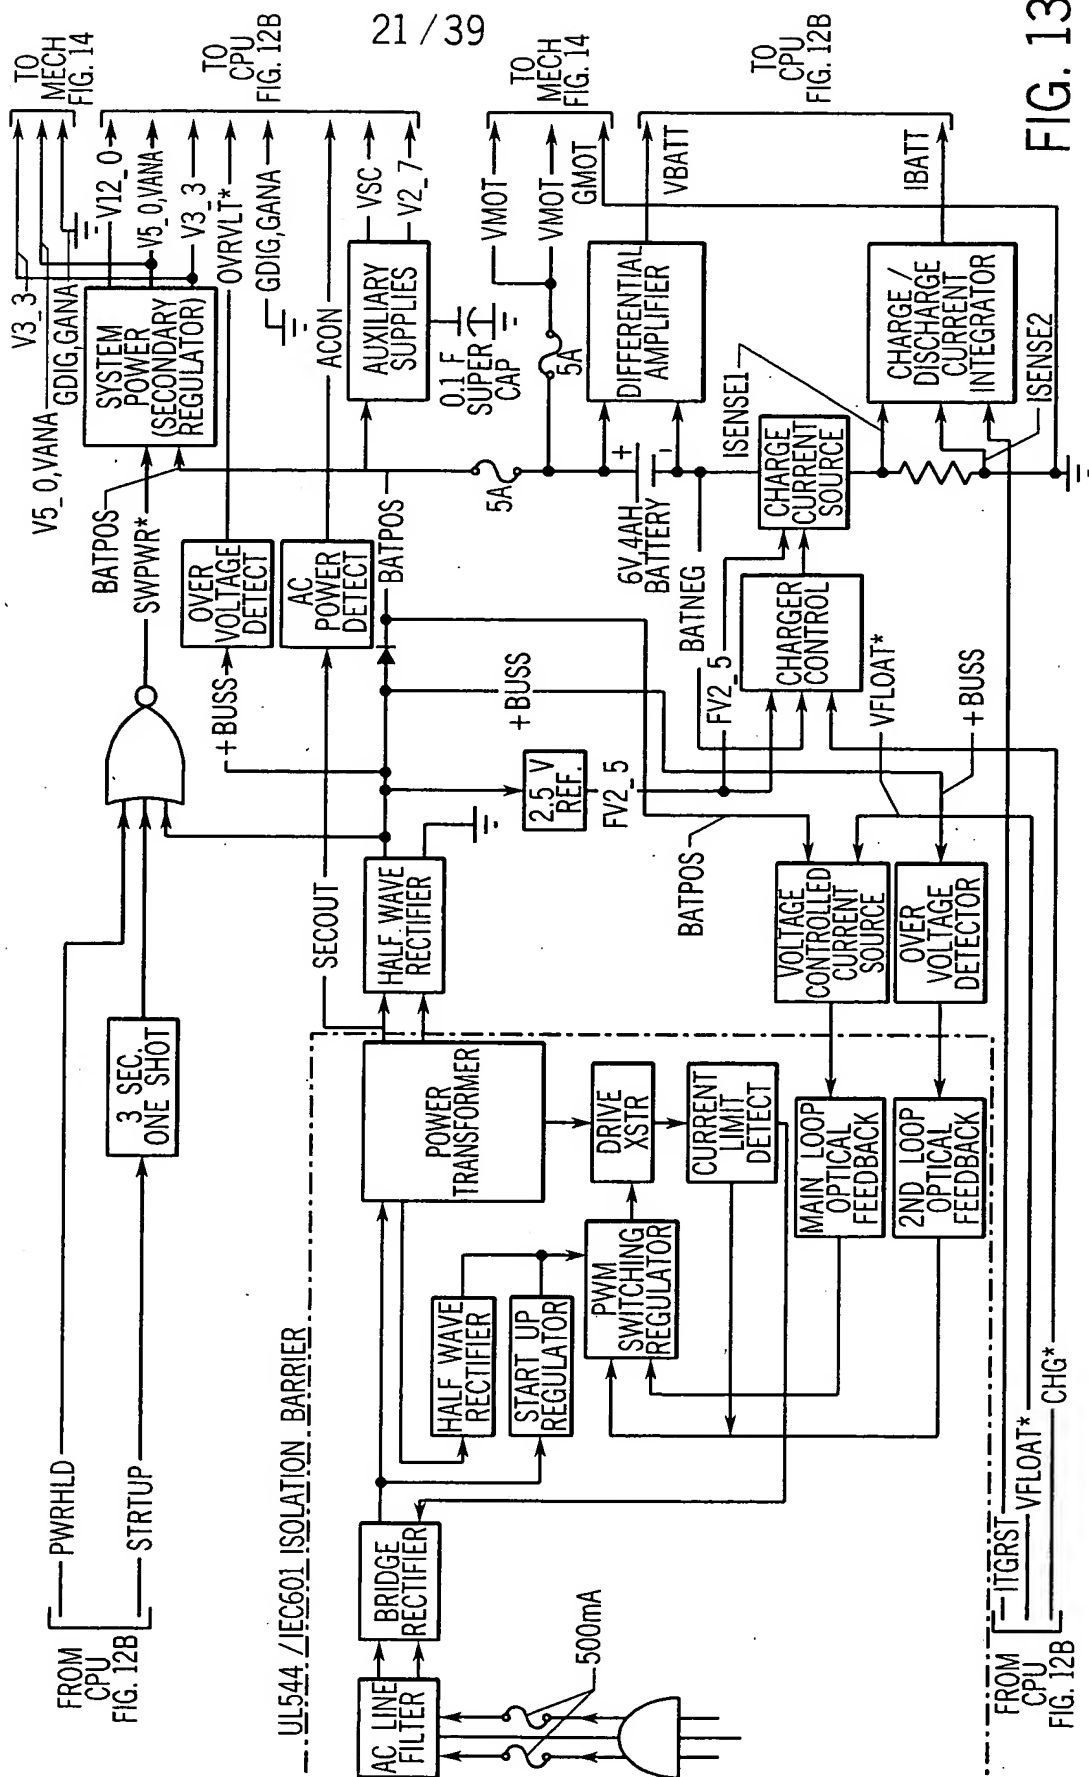 21/39
FIG. 13
FROM
CPU
FIG. 12B
PWRHLD
STRTUP
3 SEC.
ONE SHOT
SWPWR*
BATPOS
V5_0,VANA
V3_3
GDIG,GANA
SYSTEM
POWER
(SECONDARY
REGULATOR)
V12_0
V5_0,VANA
V3_3
OVRVLT*
GDIG,GANA
TO
MECH
FIG. 14
TO
CPU
FIG. 12B
UL544/IEC601 ISOLATION BARRIER
AC LINE
FILTER
500mA
BRIDGE
RECTIFIER
HALF WAVE
RECTIFIER
START UP
REGULATOR
POWER
TRANSFORMER
PWM
SWITCHING
REGULATOR
DRIVE
XSTR
CURRENT
LIMIT
DETECT
MAIN LOOP
OPTICAL
FEEDBACK
2ND LOOP
OPTICAL
FEEDBACK
SECOUT
HALF WAVE
RECTIFIER
+BUSS
OVER
VOLTAGE
DETECT
AC
POWER
DETECT
ACON
BATPOS
AUXILIARY
SUPPLIES
VSC
V2_7
0.1 F
SUPER
CAP
2.5 V
REF.
FV2_5
+BUSS
5A
5A
VMOT
VMOT
GMOT
TO
MECH
FIG. 14
6V,4AH
BATTERY
+
-
DIFFERENTIAL
AMPLIFIER
VBATT
BATNEG
FV2_5
ISENSE1
BATPOS
VOLTAGE
CONTROLLED
CURRENT
SOURCE
OVER
VOLTAGE
DETECTOR
CHARGER
CONTROL
CHARGE
CURRENT
SOURCE
CHARGE/
DISCHARGE
CURRENT
INTEGRATOR
IBATT
TO
CPU
FIG. 12B
VFLOAT*
+BUSS
ISENSE2
FROM
CPU
FIG. 12B
ITGRST
VFLOAT*
CHG*